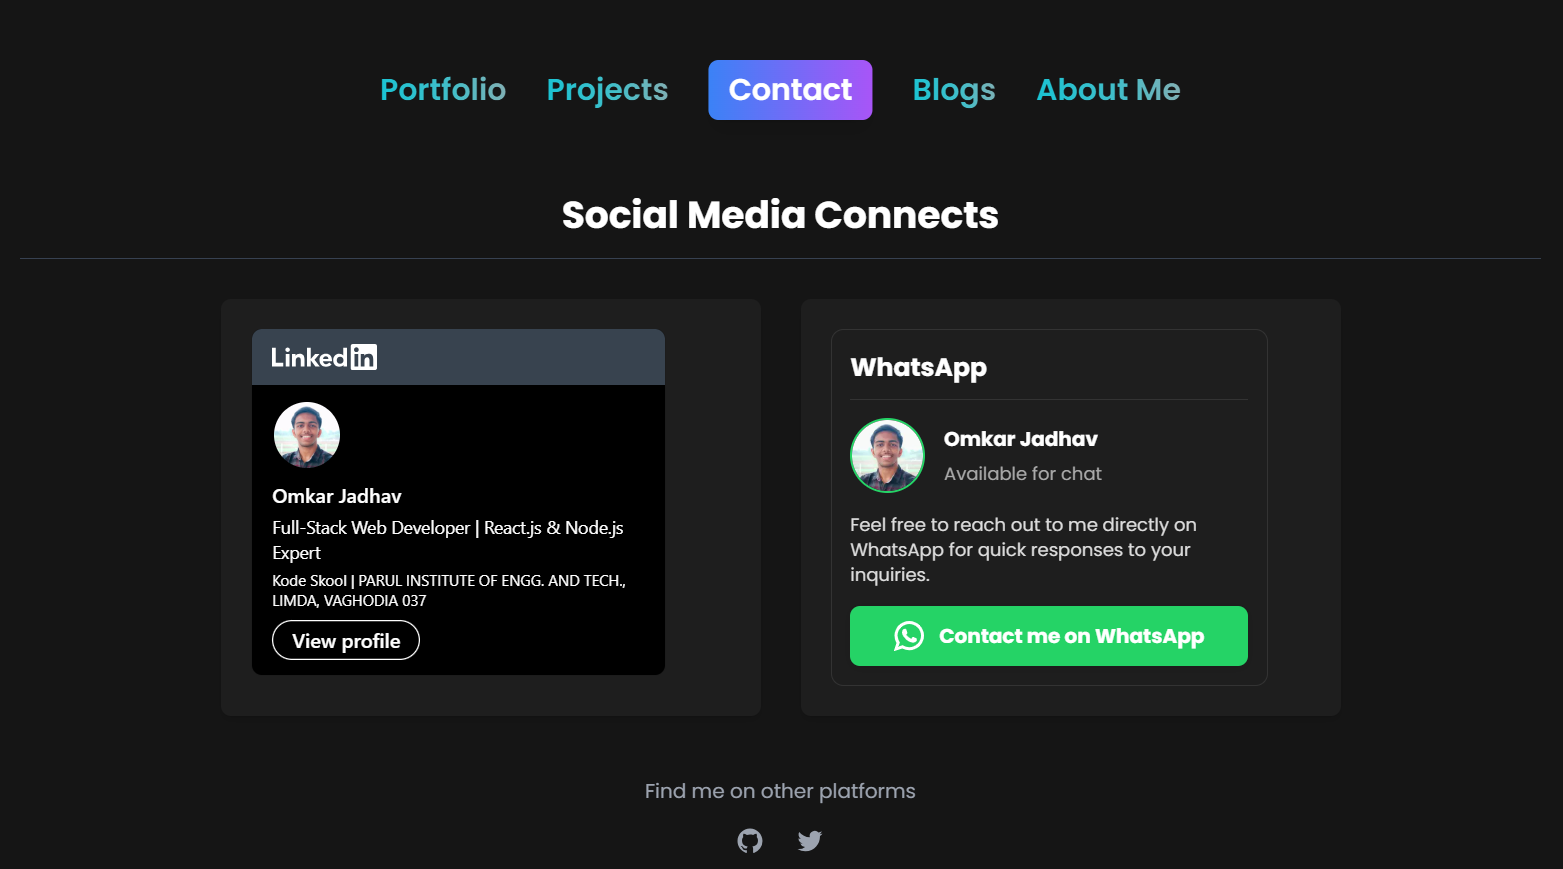 Portfolio Projects Contact Blogs About Me
Social Media Connects
LinkedIn
Omkar Jadhav
Full-Stack Web Developer | React.js & Node.js
Expert
Kode Skool | PARUL INSTITUTE OF ENGG. AND TECH.,
LIMDA, VAGHODIA 037
View profile
WhatsApp
Omkar Jadhav
Available for chat
Feel free to reach out to me directly on
WhatsApp for quick responses to your
inquiries.
Contact me on WhatsApp
Find me on other platforms